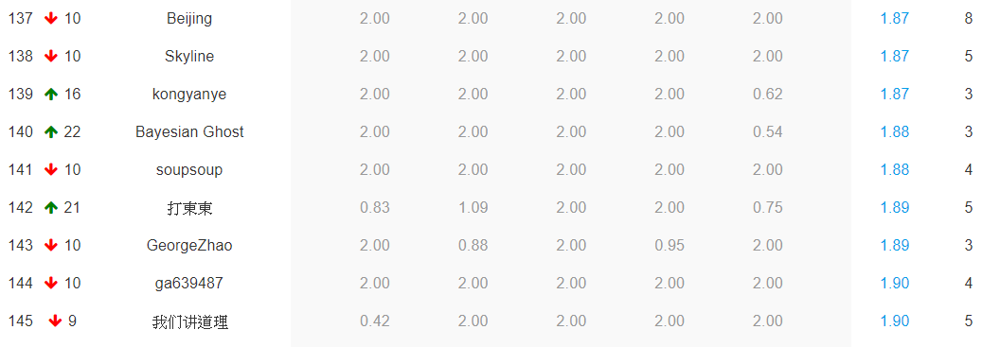 137 10 Beijing 2.00 2.00 2.00 2.00 2.00 1.87 8
138 10 Skyline 2.00 2.00 2.00 2.00 2.00 1.87 5
139 16 kongyanye 2.00 2.00 2.00 2.00 0.62 1.87 3
140 22 Bayesian Ghost 2.00 2.00 2.00 2.00 0.54 1.88 3
141 10 soupsoup 2.00 2.00 2.00 2.00 2.00 1.88 4
142 21 打東東 0.83 1.09 2.00 2.00 0.75 1.89 5
143 10 GeorgeZhao 2.00 0.88 2.00 0.95 2.00 1.89 3
144 10 ga639487 2.00 2.00 2.00 2.00 2.00 1.90 4
145 9 我们讲道理 0.42 2.00 2.00 2.00 2.00 1.90 5